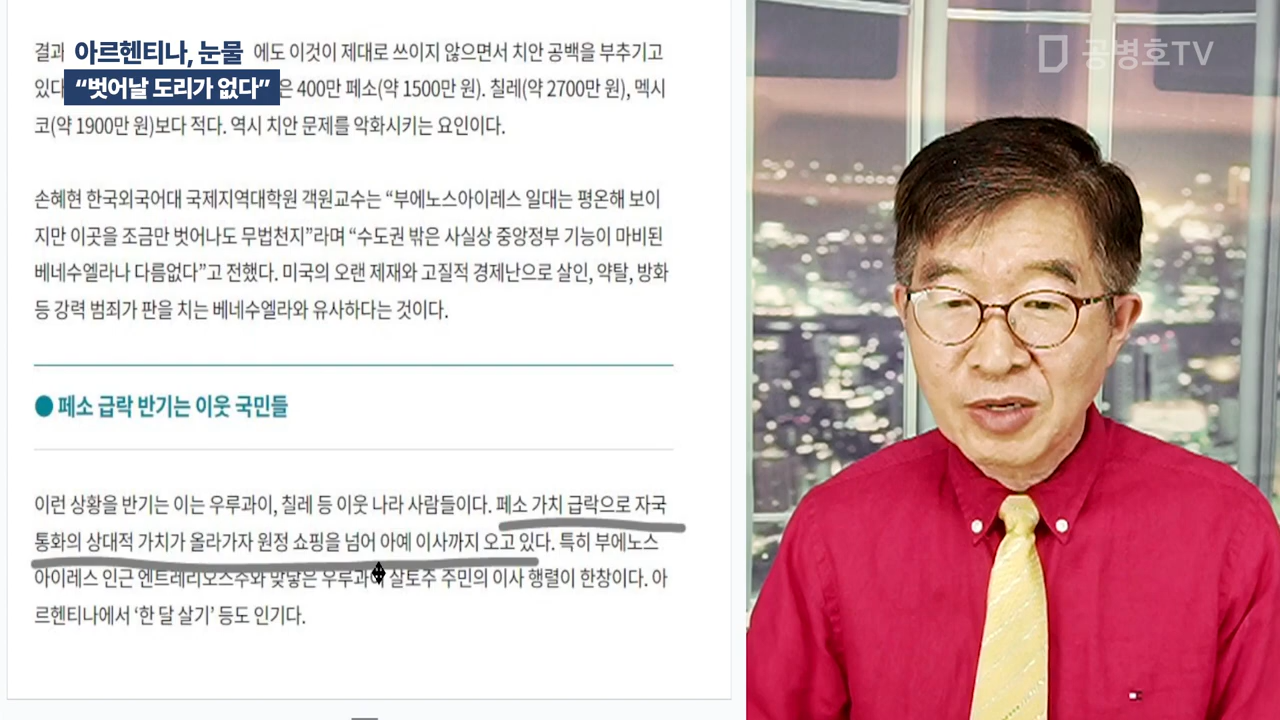 아르헨티나, 눈물
“벗어날 도리가 없다”
공병호TV
결과 에도 이것이 제대로 쓰이지 않으면서 치안 공백을 부추기고
있다 은 400만 페소(약 1500만 원). 칠레(약 2700만 원), 멕시
코(약 1900만 원)보다 적다. 역시 치안 문제를 악화시키는 요인이다.
손혜현 한국외국어대 국제지역대학원 객원교수는 “부에노스아이레스 일대는 평온해 보이
지만 이곳을 조금만 벗어나도 무법천지”라며 “수도권 밖은 사실상 중앙정부 기능이 마비된
베네수엘라나 다름없다”고 전했다. 미국의 오랜 제재와 고질적 경제난으로 살인, 약탈, 방화
등 강력 범죄가 판을 치는 베네수엘라와 유사하다는 것이다.
● 페소 급락 반기는 이웃 국민들
이런 상황을 반기는 이는 우루과이, 칠레 등 이웃 나라 사람들이다. 페소 가치 급락으로 자국
통화의 상대적 가치가 올라가자 원정 쇼핑을 넘어 아예 이사까지 오고 있다. 특히 부에노스
아이레스 인근 엔트레리오스주와 맞닿은 우루과이 살토주 주민의 이사 행렬이 한창이다. 아
르헨티나에서 ‘한 달 살기’ 등도 인기다.